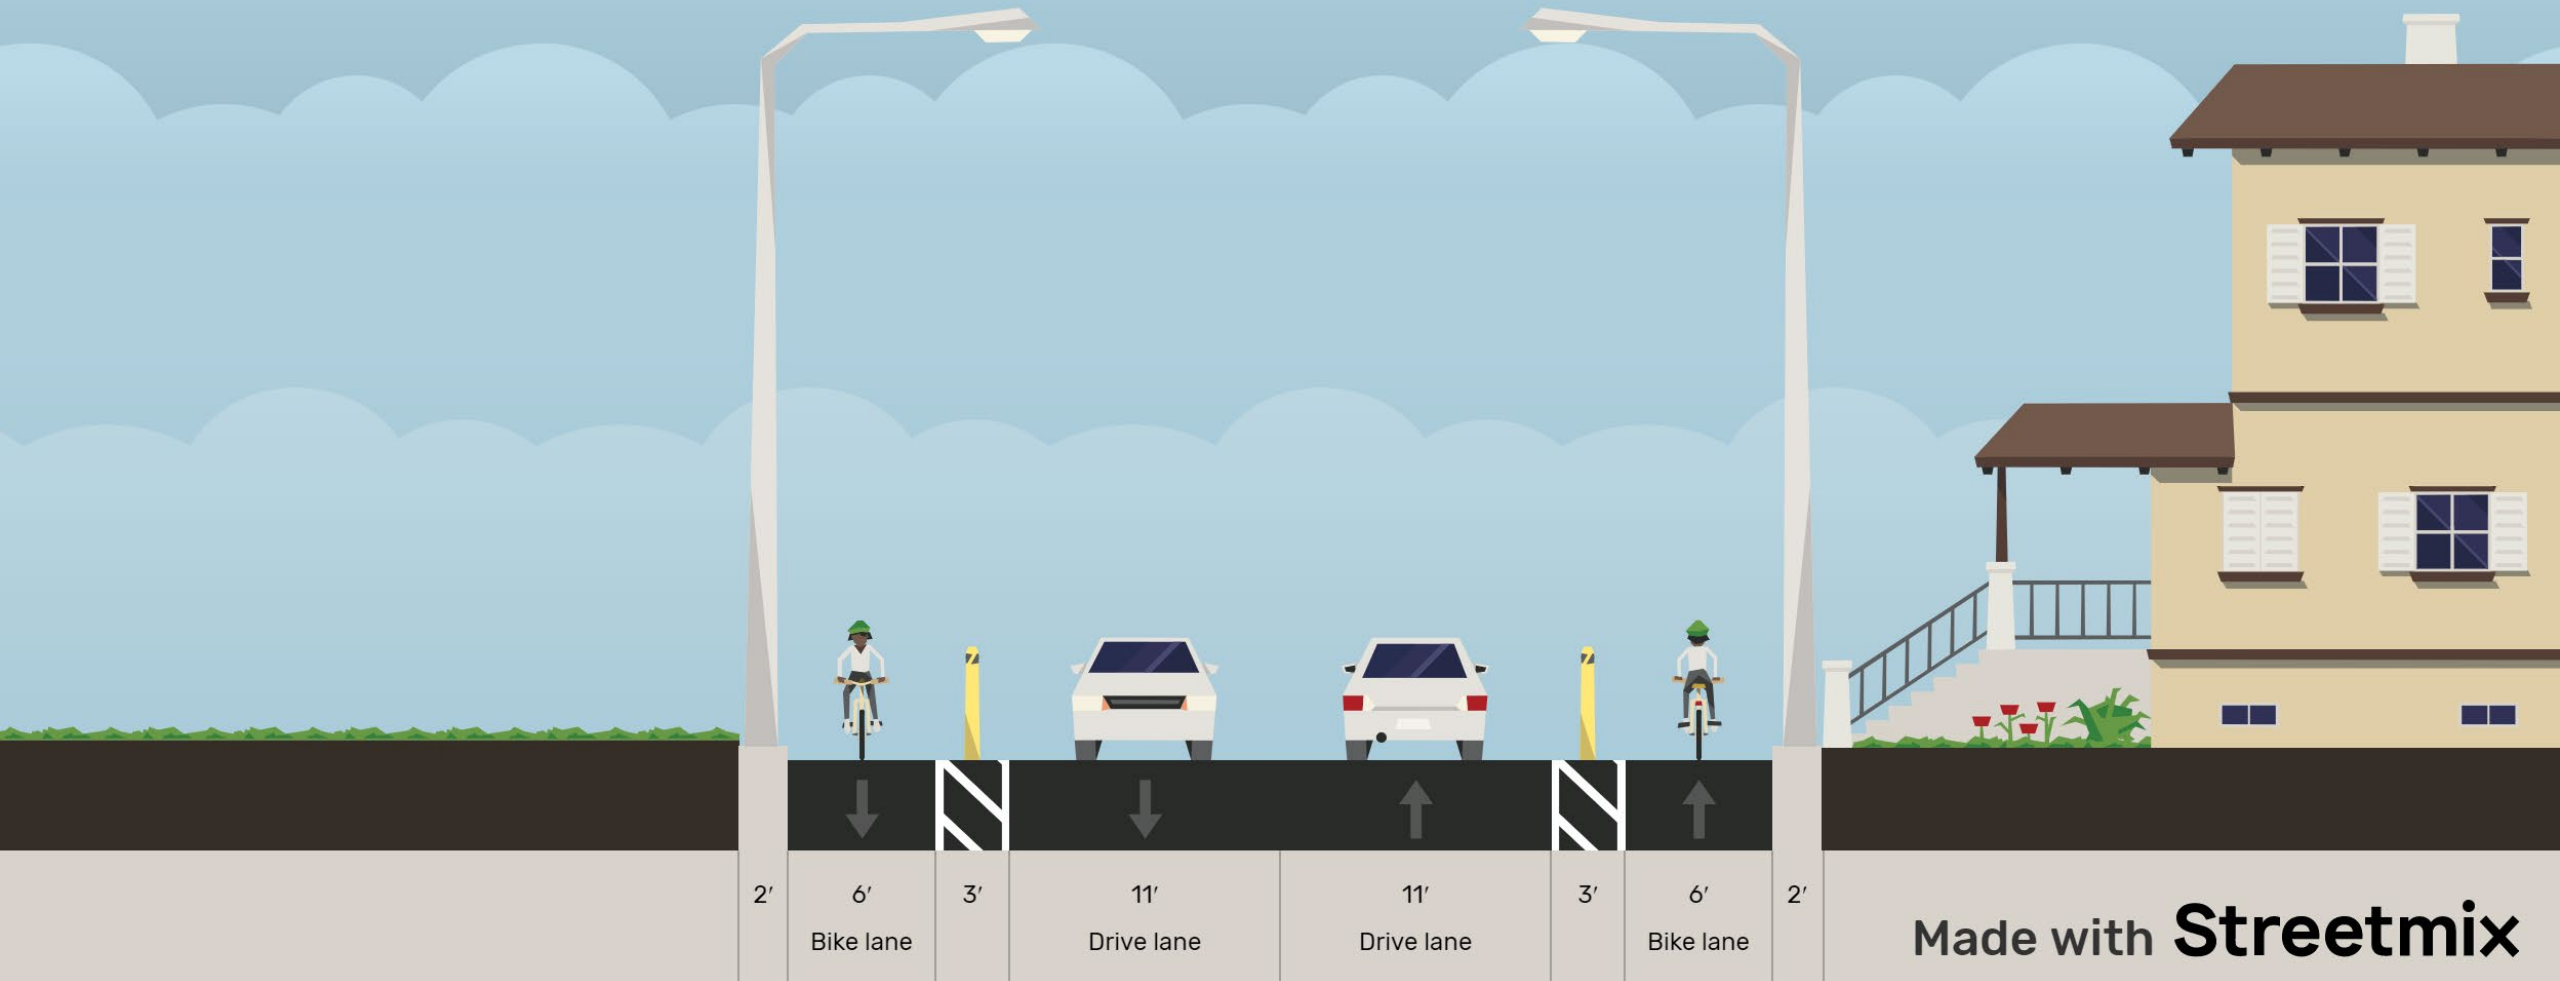 2′ 6′ 3′ 11′ 11′ 3′ 6′ 2′
Bike lane Drive lane Drive lane Bike lane
Made with Streetmix